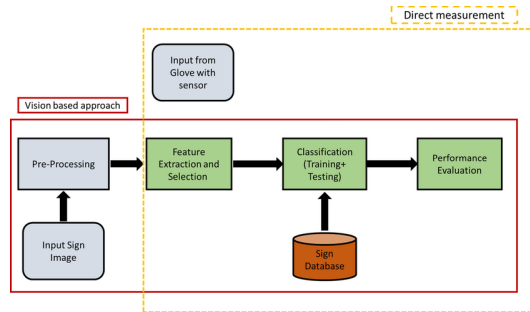 Direct measurement
Input from
Glove with
sensor
Vision based approach
Pre-Processing
Feature
Extraction and
Selection
Classification
(Training+
Testing)
Performance
Evaluation
Input Sign
Image
Sign
Database